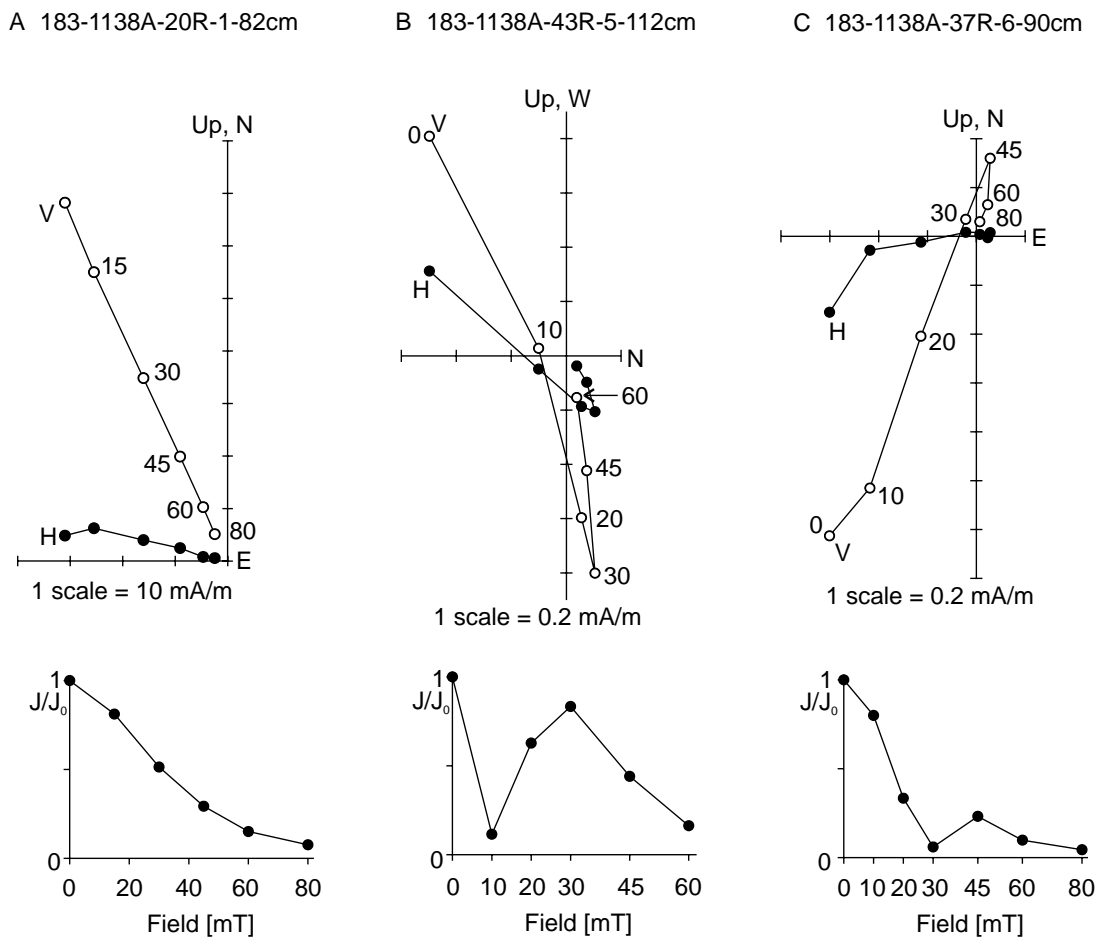 A 183-1138A-20R-1-82cm
Up, N
V
15
30
45
60
80
H
E
1 scale = 10 mA/m
1
J/J₀
0
0 20 40 60 80
Field [mT]
B 183-1138A-43R-5-112cm
Up, W
0 V
H
10
N
60
45
20
30
1 scale = 0.2 mA/m
1
J/J₀
0
0 10 20 30 45 60
Field [mT]
C 183-1138A-37R-6-90cm
Up, N
45
60
30 80
E
H
20
10
0
V
1 scale = 0.2 mA/m
1
J/J₀
0
0 10 20 30 45 60 80
Field [mT]